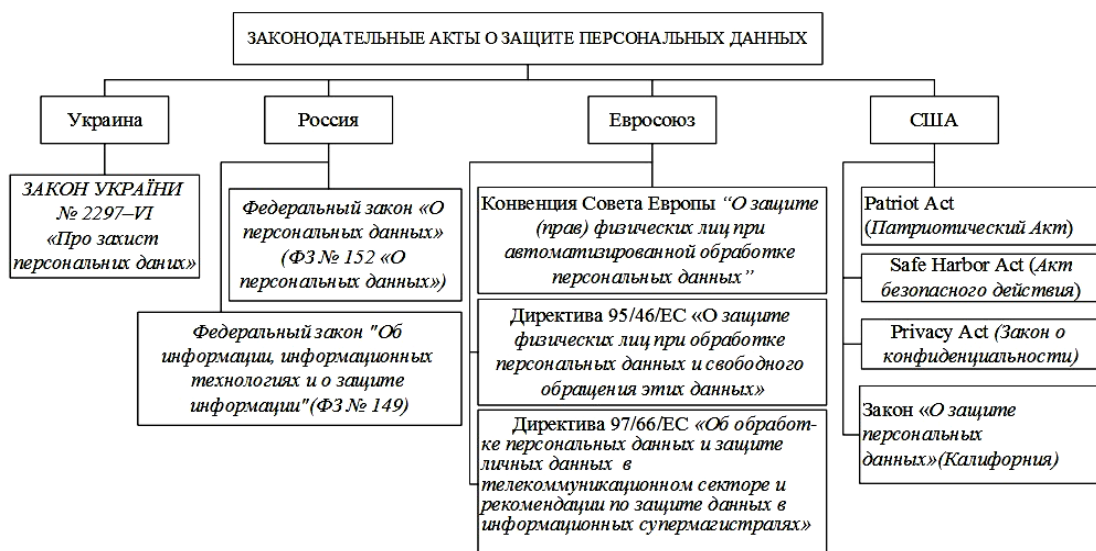 ЗАКОНОДАТЕЛЬНЫЕ АКТЫ О ЗАЩИТЕ ПЕРСОНАЛЬНЫХ ДАННЫХ
Украина
ЗАКОН УКРАЇНИ
№ 2297–VI
«Про захист
персональних даних»
Россия
Федеральный закон «О
персональных данных»
(ФЗ № 152 «О
персональных данных»)
Федеральный закон "Об
информации, информационных
технологиях и о защите
информации"(ФЗ № 149)
Евросоюз
Конвенция Совета Европы “О защите
(прав) физических лиц при
автоматизированной обработке
персональных данных”
Директива 95/46/ЕС «О защите
физических лиц при обработке
персональных данных и свободного
обращения этих данных»
Директива 97/66/ЕС «Об обработ-
ке персональных данных и защите
личных данных в
телекоммуникационном секторе и
рекомендации по защите данных в
информационных супермагистралях»
США
Patriot Act
(Патриотический Акт)
Safe Harbor Act (Акт
безопасного действия)
Privacy Act (Закон о
конфиденциальности)
Закон «О защите
персональных
данных»(Калифорния)